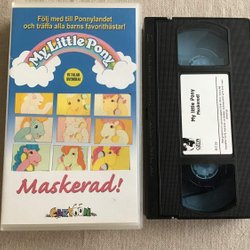 Följ med till Ponnylandet
och träffa alla barns favorithästar!
My Little Pony
Maskerad!
My little Pony
Maskerad!